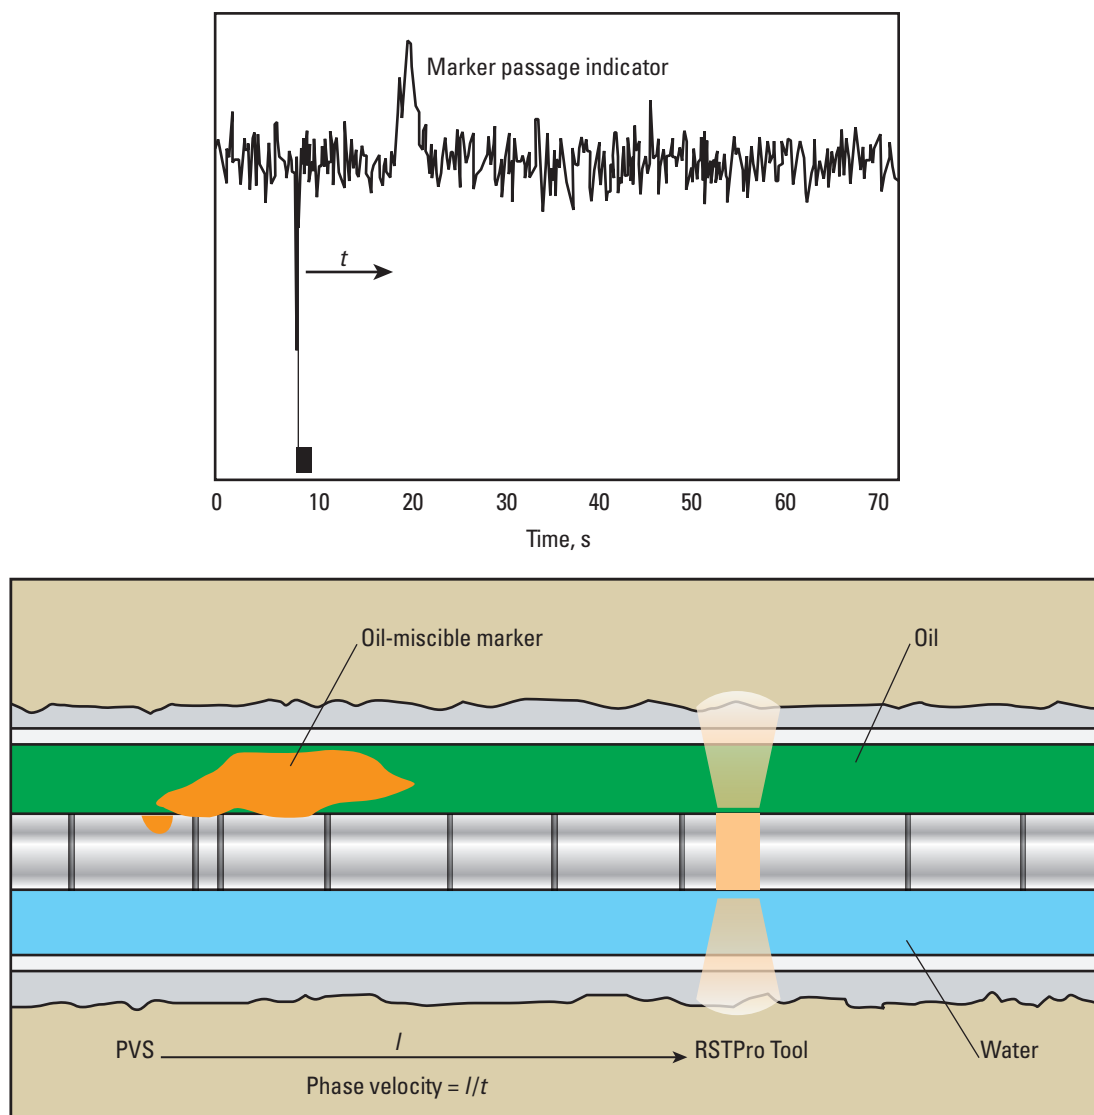 Marker passage indicator
t
0 10 20 30 40 50 60 70
Time, s
Oil-miscible marker
Oil
l
PVS
RSTPro Tool
Water
Phase velocity = l/t